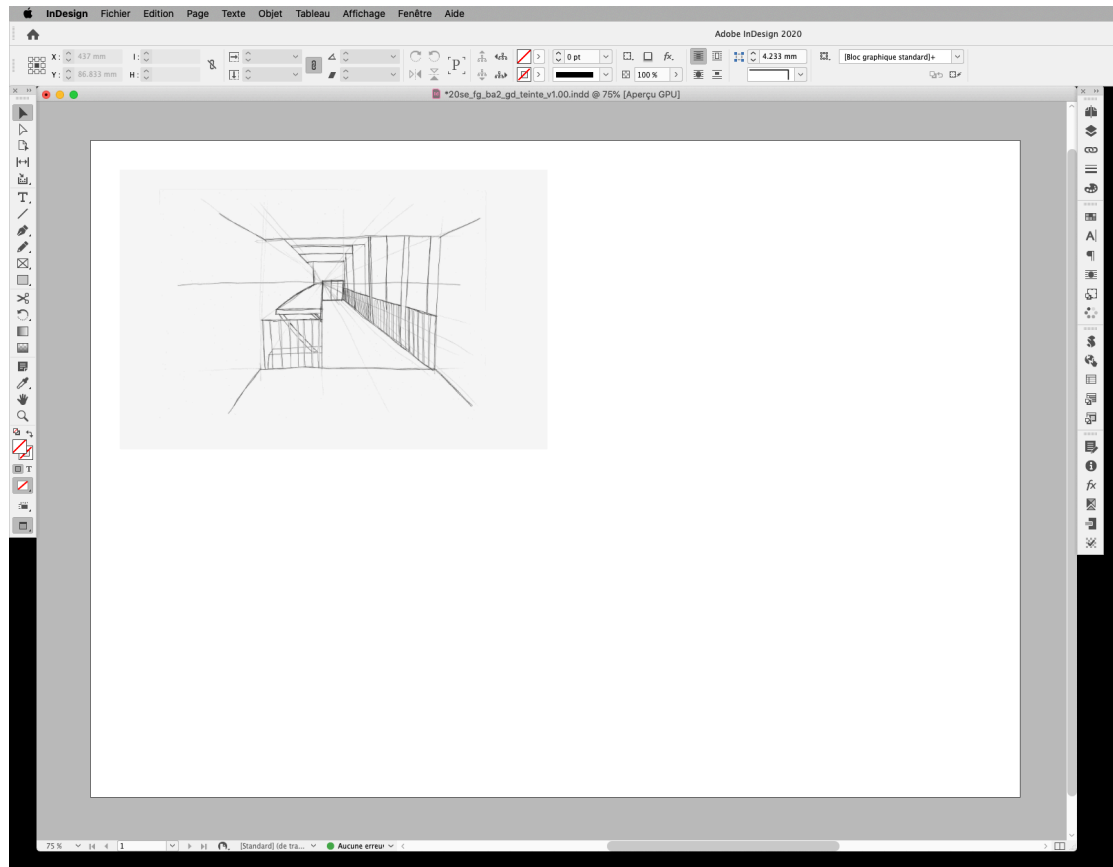 InDesign Fichier Edition Page Texte Objet Tableau Affichage Fenêtre Aide
Adobe InDesign 2020
X : 437 mm L : 0 pt 4.233 mm [Bloc graphique standard]+
Y : 86.833 mm H : 100 %
*20se_fg_ba2_gd_teinte_v1.00.indd @ 75% [Aperçu GPU]
75 % 1 [Standard] (de tra... Aucune erreur